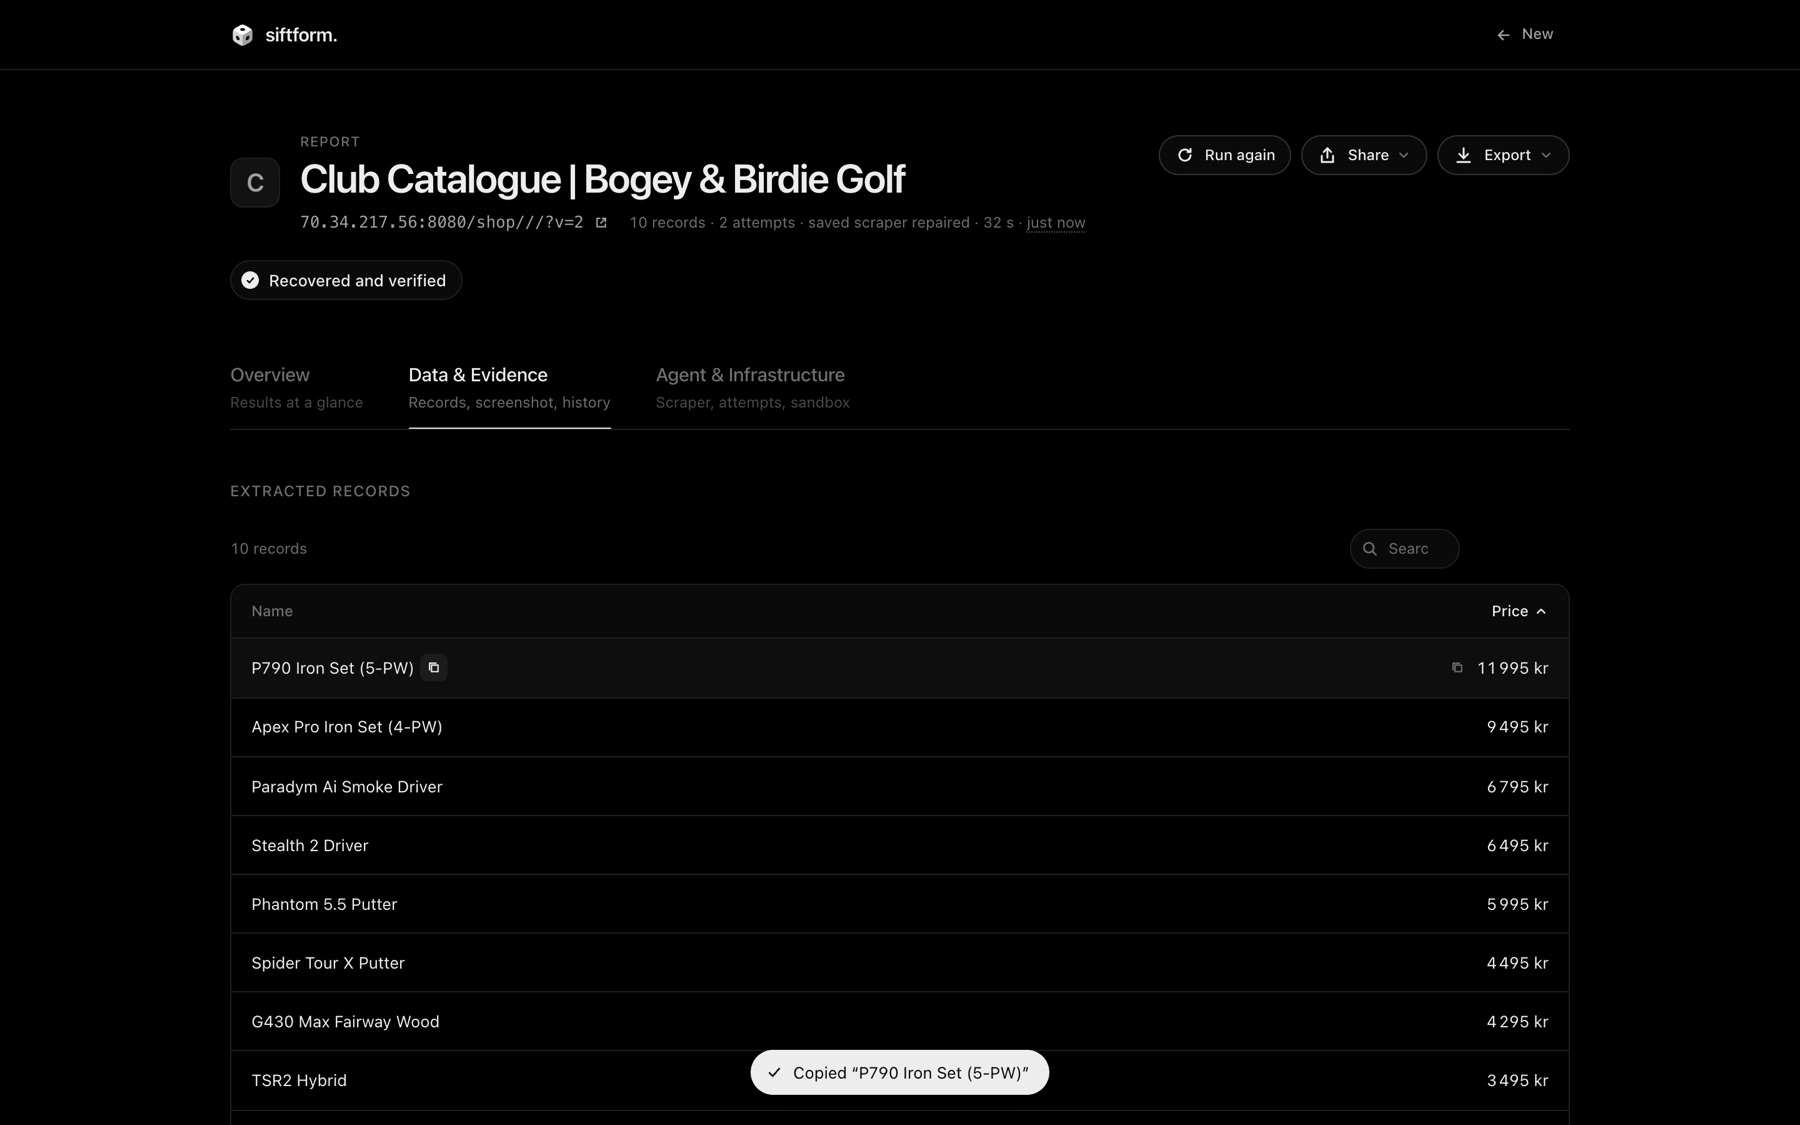 siftform.
New
REPORT
C
Club Catalogue | Bogey & Birdie Golf
70.34.217.56:8080/shop///?v=2
10 records · 2 attempts · saved scraper repaired · 32 s · just now
Run again
Share
Export
Recovered and verified
Overview
Results at a glance
Data & Evidence
Records, screenshot, history
Agent & Infrastructure
Scraper, attempts, sandbox
EXTRACTED RECORDS
10 records
Searc
Name Price
P790 Iron Set (5-PW) 11 995 kr
Apex Pro Iron Set (4-PW) 9 495 kr
Paradym Ai Smoke Driver 6 795 kr
Stealth 2 Driver 6 495 kr
Phantom 5.5 Putter 5 995 kr
Spider Tour X Putter 4 495 kr
G430 Max Fairway Wood 4 295 kr
TSR2 Hybrid 3 495 kr
Copied “P790 Iron Set (5-PW)”